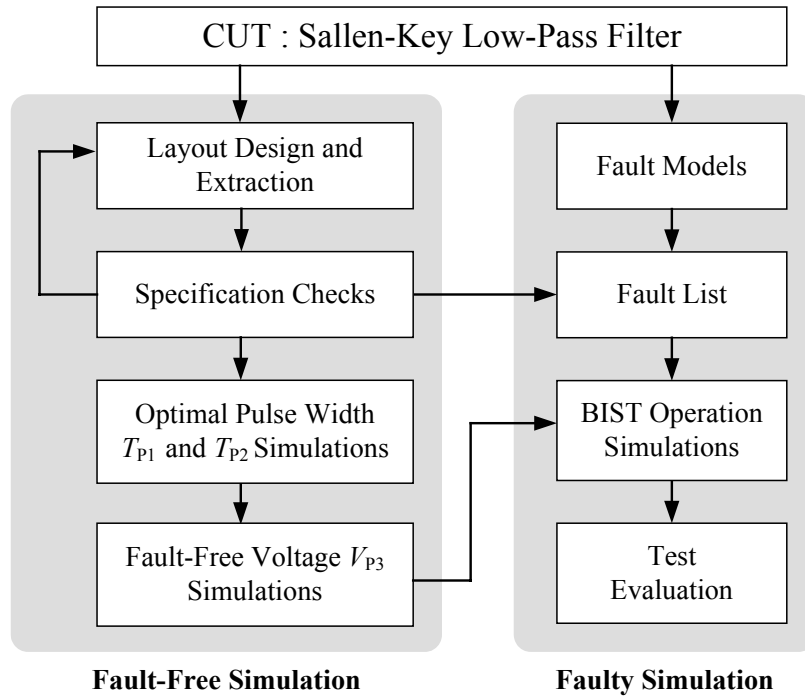 CUT : Sallen-Key Low-Pass Filter
Layout Design and
Extraction
Specification Checks
Optimal Pulse Width
TP1 and TP2 Simulations
Fault-Free Voltage VP3
Simulations
Fault-Free Simulation
Fault Models
Fault List
BIST Operation
Simulations
Test
Evaluation
Faulty Simulation